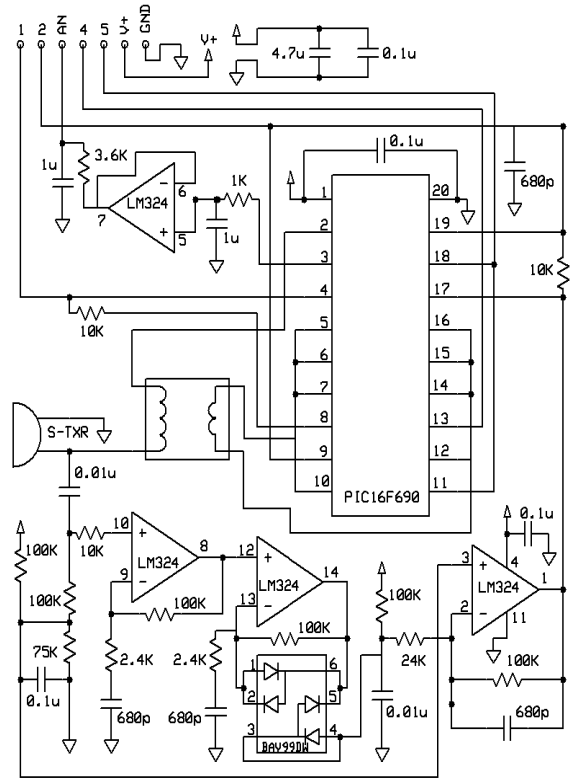 1 2 AN 4 5 V+ GND
V+
4.7u 0.1u
3.6K
1u
LM324
6
7
5
1K
1u
0.1u
680p
1 20
2 19
3 18
4 17
5 16
6 15
7 14
8 13
9 12
10 11
PIC16F690
10K
10K
S-TXR
0.01u
100K
10K
10
9
8
LM324
12
13
14
LM324
100K
100K
100K
75K
0.1u
2.4K
2.4K
680p
680p
1 6
2 5
3 4
BAV99DW
100K
24K
0.01u
0.1u
3
4
1
LM324
2
11
100K
680p